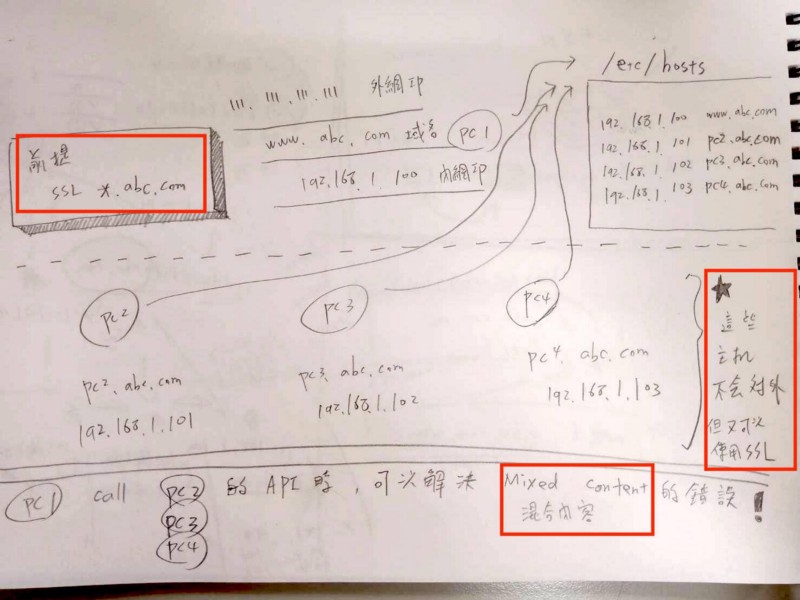 111.111.111.111 外網IP
/etc/hosts
前提
SSL *.abc.com
www.abc.com 域名
pc1
192.168.1.100 內網IP
192.168.1.100 www.abc.com
192.168.1.101 pc2.abc.com
192.168.1.102 pc3.abc.com
192.168.1.103 pc4.abc.com
pc2
pc3
pc4
pc2.abc.com
192.168.1.101
pc3.abc.com
192.168.1.102
pc4.abc.com
192.168.1.103
★
這些
主机
不会对外
但又可以
使用SSL
pc1 call pc2 的 API 時,可以解決 Mixed content 的錯誤!
pc3 混合內容
pc4